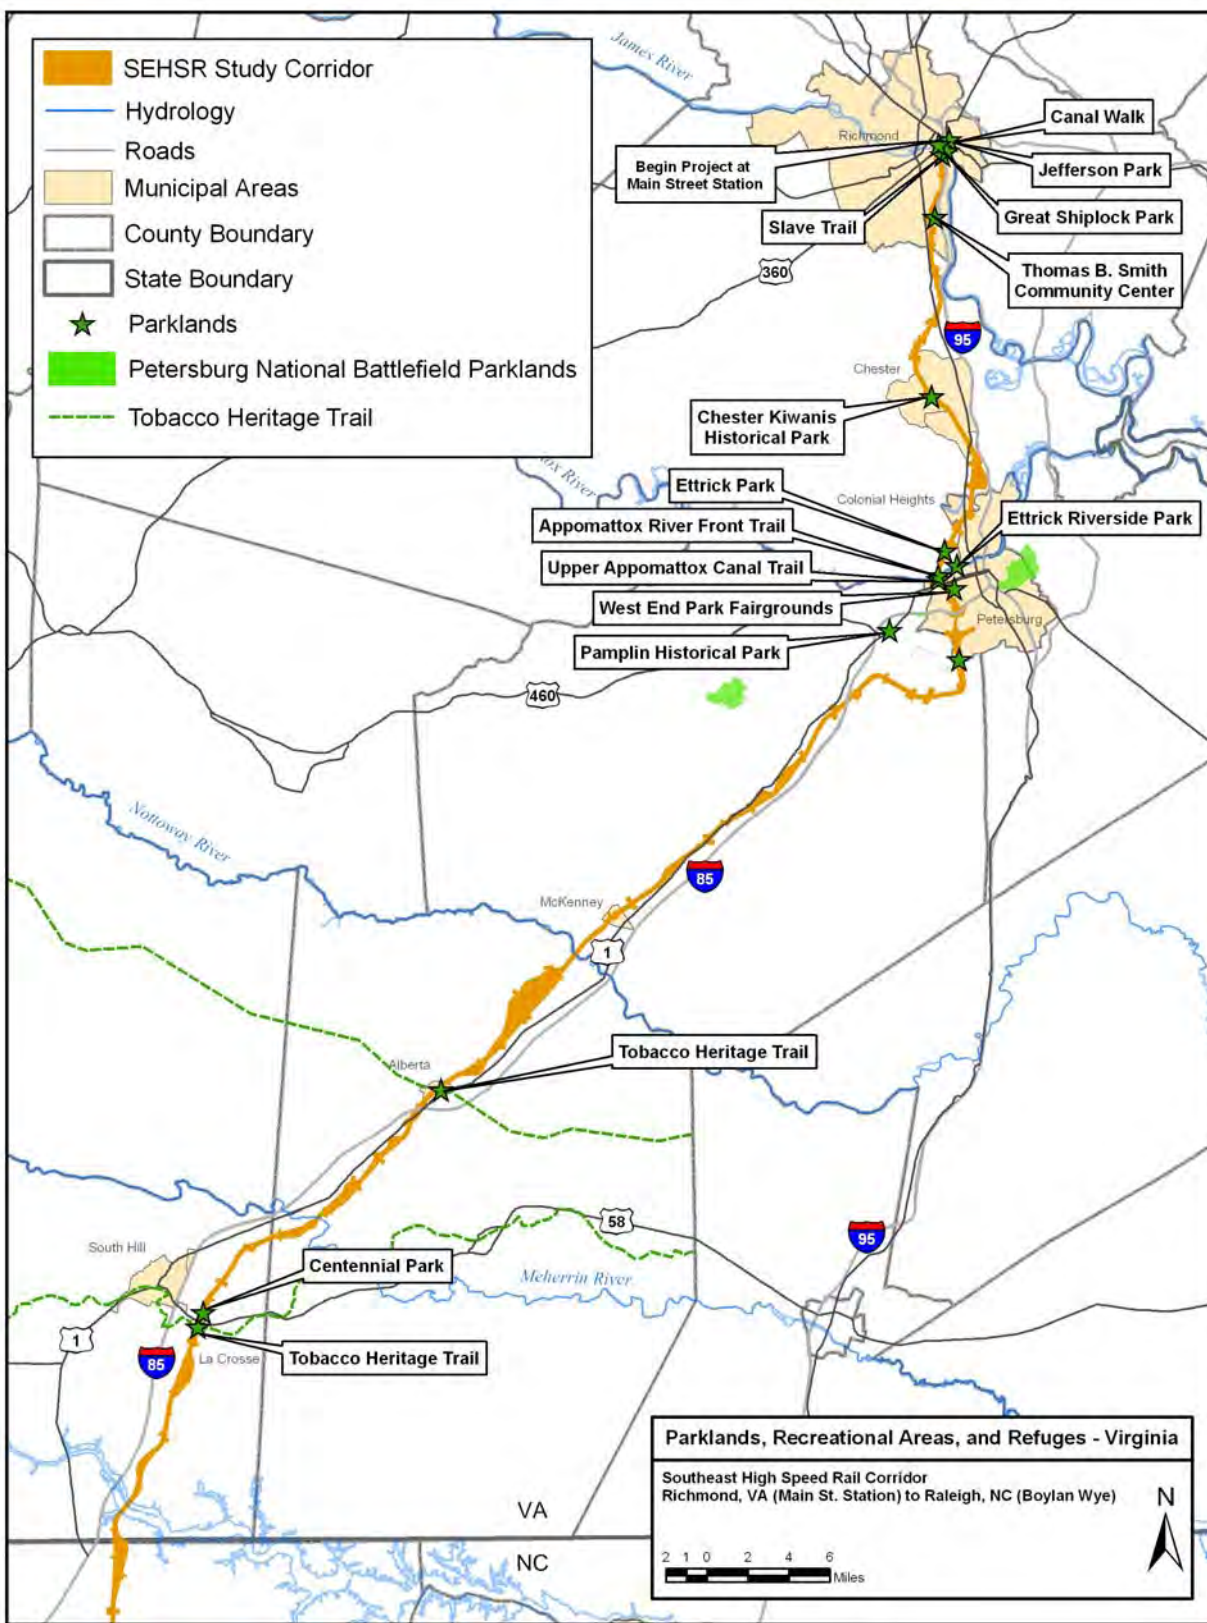 SEHSR Study Corridor
Hydrology
Roads
Municipal Areas
County Boundary
State Boundary
Parklands
Petersburg National Battlefield Parklands
Tobacco Heritage Trail
James River
Richmond
Canal Walk
Begin Project at
Main Street Station
Jefferson Park
Slave Trail
Great Shiplock Park
360
Thomas B. Smith
Community Center
95
Chester
Chester Kiwanis
Historical Park
ox River
Ettrick Park
Colonial Heights
Appomattox River Front Trail
Ettrick Riverside Park
Upper Appomattox Canal Trail
West End Park Fairgrounds
Petersburg
Pamplin Historical Park
460
Nottoway River
85
McKenney
1
Tobacco Heritage Trail
Alberta
58
95
South Hill
Centennial Park
Meherrin River
1
85
La Crosse
Tobacco Heritage Trail
Parklands, Recreational Areas, and Refuges - Virginia
Southeast High Speed Rail Corridor
Richmond, VA (Main St. Station) to Raleigh, NC (Boylan Wye)
N
VA
NC
2 1 0 2 4 6
Miles